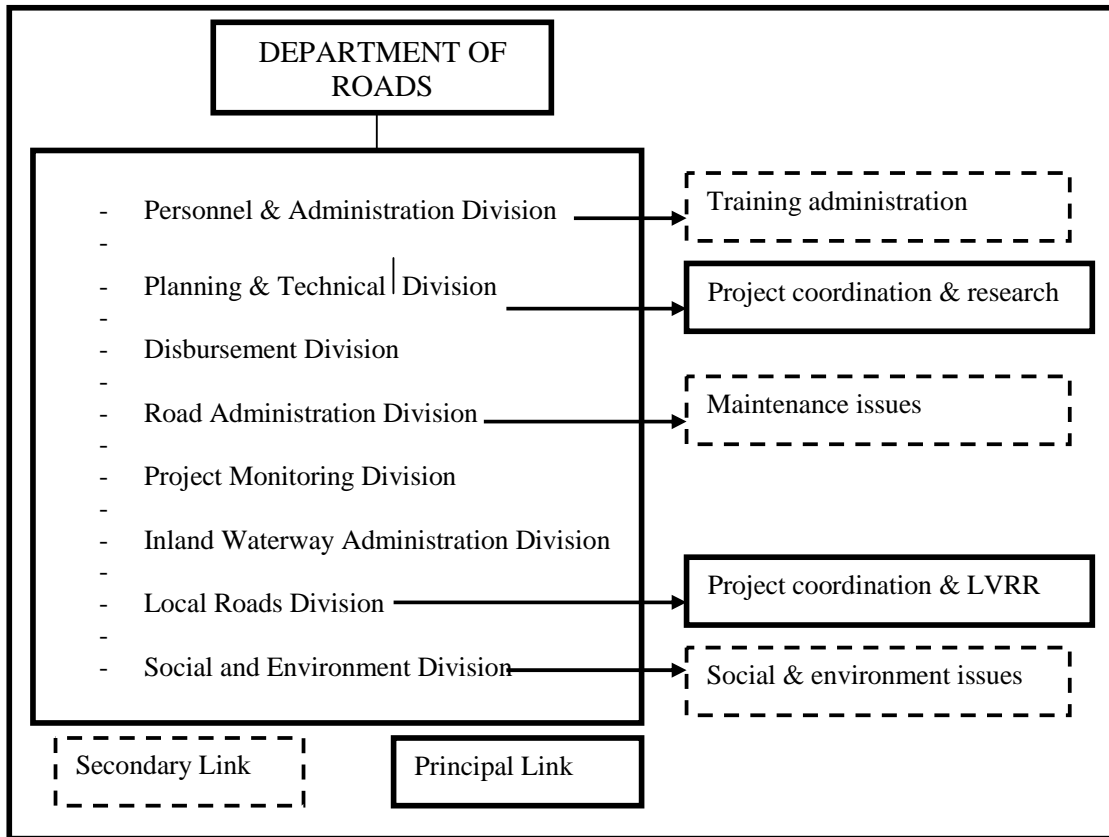 DEPARTMENT OF
ROADS
- Personnel & Administration Division
-
- Planning & Technical Division
-
- Disbursement Division
-
- Road Administration Division
-
- Project Monitoring Division
-
- Inland Waterway Administration Division
-
- Local Roads Division
-
- Social and Environment Division
Training administration
Project coordination & research
Maintenance issues
Project coordination & LVRR
Social & environment issues
Secondary Link
Principal Link